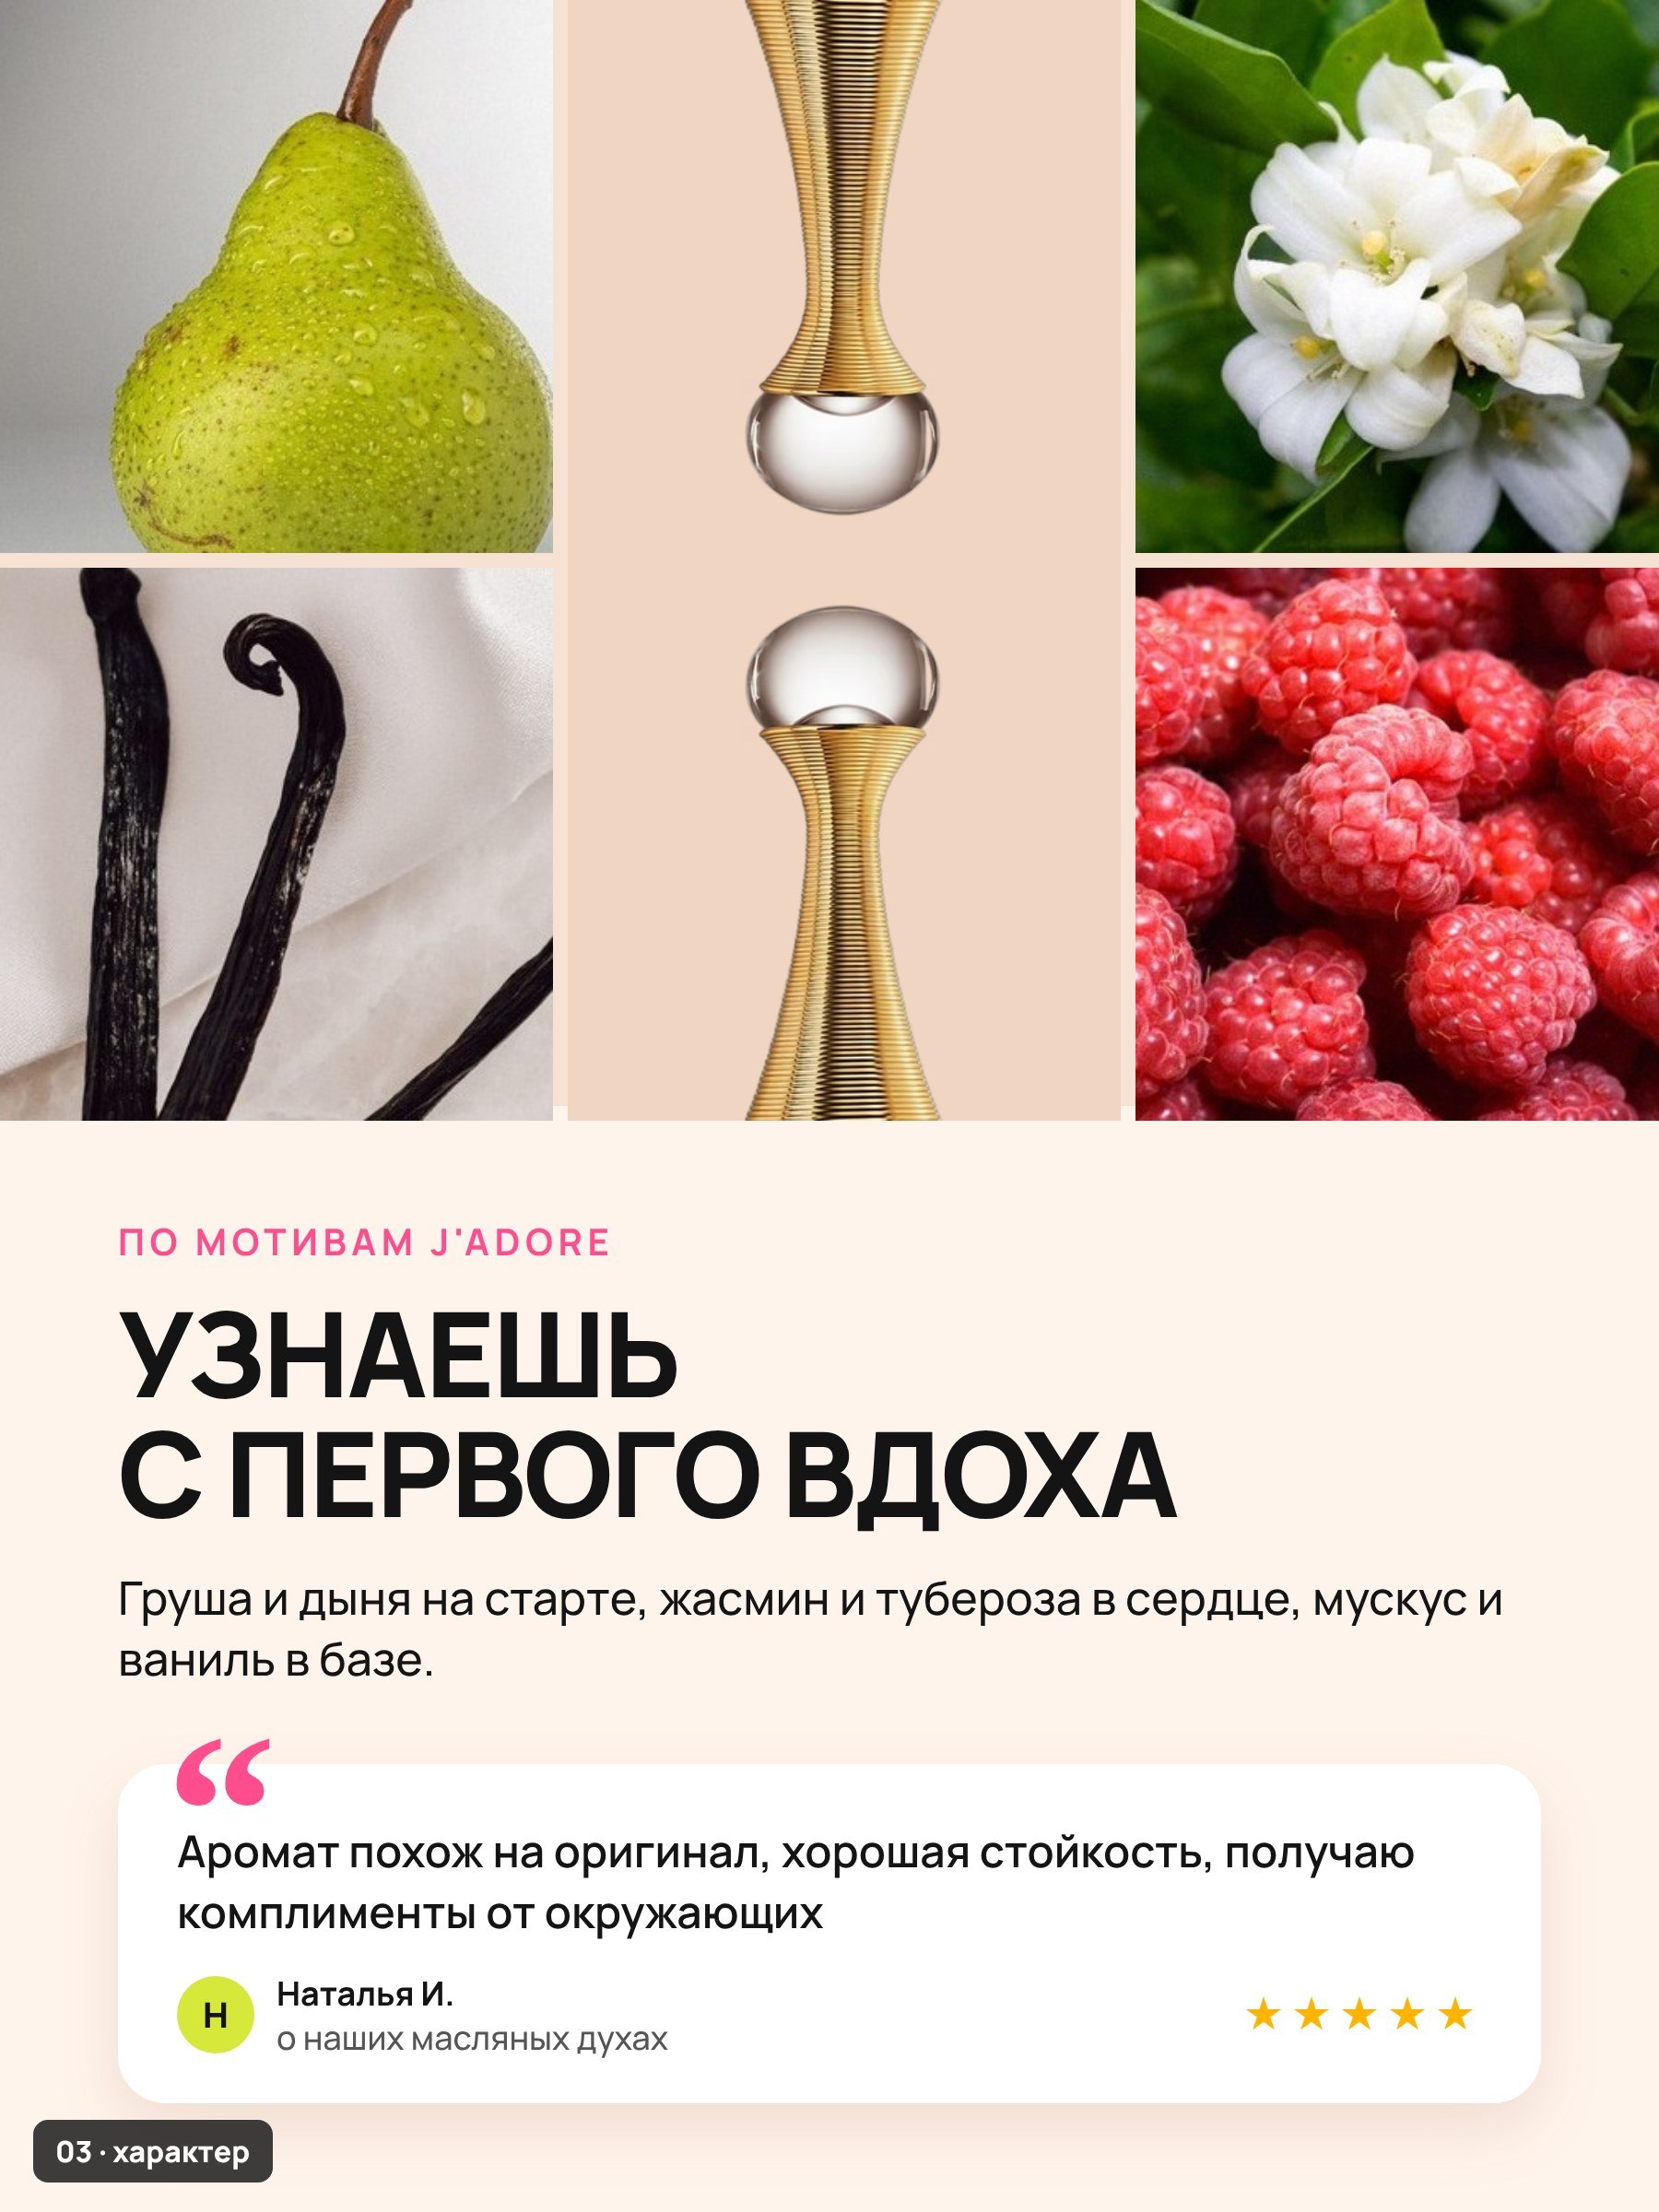 ПО МОТИВАМ J'ADORE
УЗНАЕШЬ
С ПЕРВОГО ВДОХА
Груша и дыня на старте, жасмин и тубероза в сердце, мускус и
ваниль в базе.
“
Аромат похож на оригинал, хорошая стойкость, получаю
комплименты от окружающих
Н
Наталья И.
о наших масляных духах
★★★★★
03 · характер